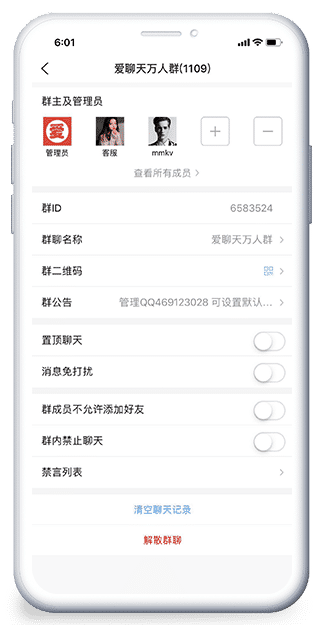 6:01
爱聊天万人群(1109)
群主及管理员
爱
管理员 客服 mmkv
查看所有成员
群ID 6583524
群聊名称 爱聊天万人群
群二维码
群公告 管理QQ469123028 可设置默认...
置顶聊天
消息免打扰
群成员不允许添加好友
群内禁止聊天
禁言列表
清空聊天记录
解散群聊